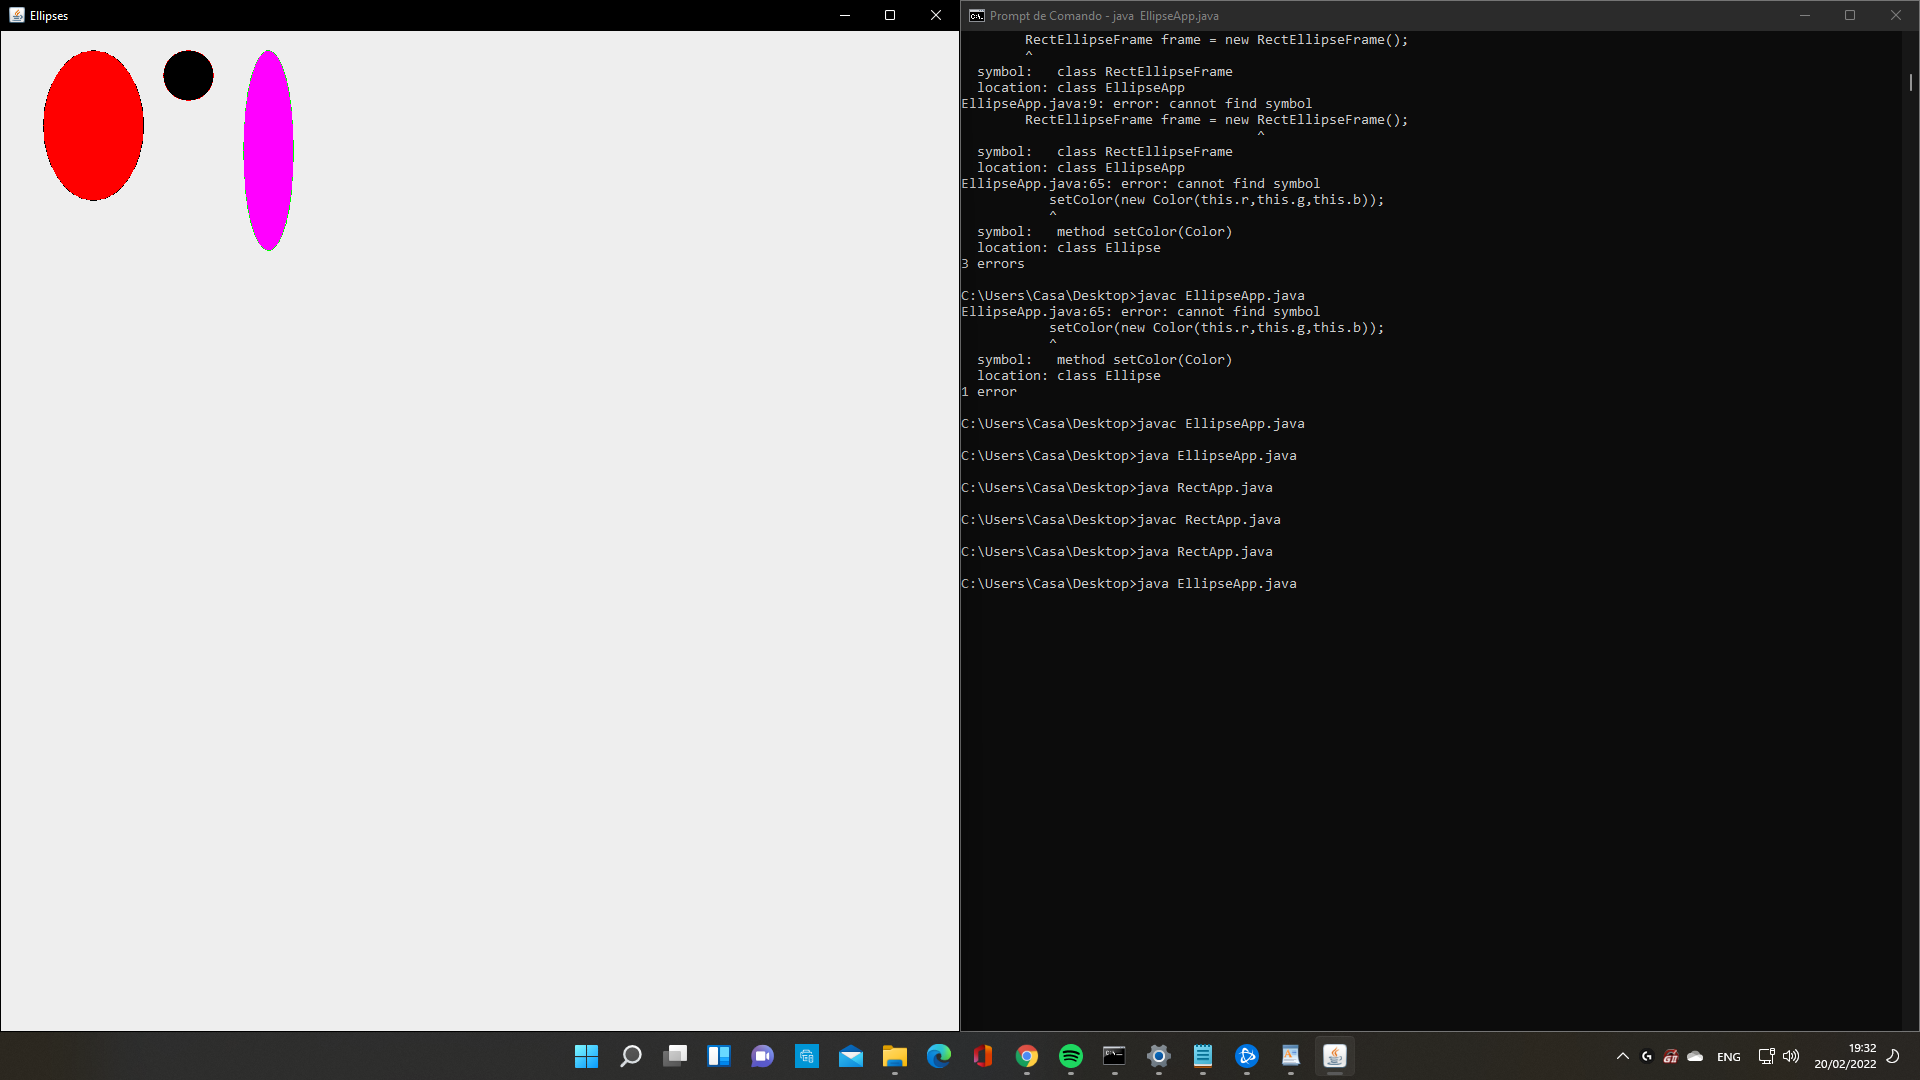 Ellipses
Prompt de Comando - java  EllipseApp.java
        RectEllipseFrame frame = new RectEllipseFrame();
        ^
  symbol:   class RectEllipseFrame
  location: class EllipseApp
EllipseApp.java:9: error: cannot find symbol
        RectEllipseFrame frame = new RectEllipseFrame();
                                     ^
  symbol:   class RectEllipseFrame
  location: class EllipseApp
EllipseApp.java:65: error: cannot find symbol
           setColor(new Color(this.r,this.g,this.b));
           ^
  symbol:   method setColor(Color)
  location: class Ellipse
3 errors
C:\Users\Casa\Desktop>javac EllipseApp.java
EllipseApp.java:65: error: cannot find symbol
           setColor(new Color(this.r,this.g,this.b));
           ^
  symbol:   method setColor(Color)
  location: class Ellipse
1 error
C:\Users\Casa\Desktop>javac EllipseApp.java
C:\Users\Casa\Desktop>java EllipseApp.java
C:\Users\Casa\Desktop>java RectApp.java
C:\Users\Casa\Desktop>javac RectApp.java
C:\Users\Casa\Desktop>java RectApp.java
C:\Users\Casa\Desktop>java EllipseApp.java
ENG
19:32
20/02/2022